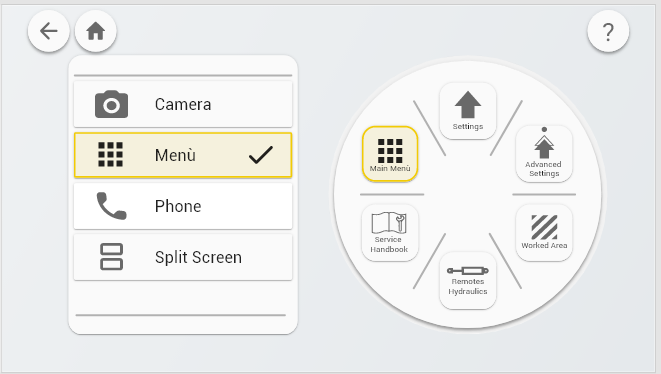 ?
Camera
Menù
Phone
Split Screen
Settings
Main Menù
Advanced
Settings
Service
Handbook
Worked Area
Remotes
Hydraulics